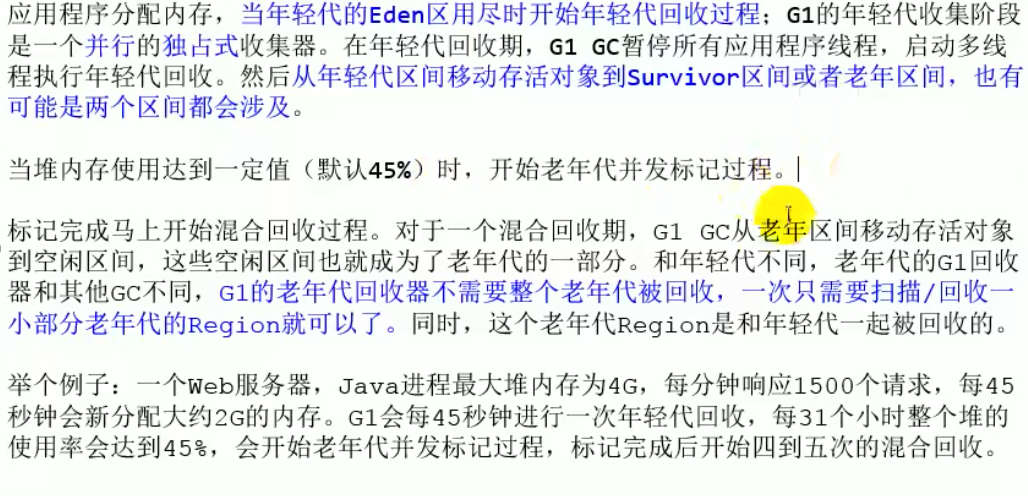 应用程序分配内存，当年轻代的Eden区用尽时开始年轻代回收过程；G1的年轻代收集阶段
是一个并行的独占式收集器。在年轻代回收期，G1 GC暂停所有应用程序线程，启动多线
程执行年轻代回收。然后从年轻代区间移动存活对象到Survivor区间或者老年区间，也有
可能是两个区间都会涉及。
当堆内存使用达到一定值（默认45%）时，开始老年代并发标记过程。
标记完成马上开始混合回收过程。对于一个混合回收期，G1 GC从老年区间移动存活对象
到空闲区间，这些空闲区间也就成为了老年代的一部分。和年轻代不同，老年代的G1回收
器和其他GC不同，G1的老年代回收器不需要整个老年代被回收，一次只需要扫描/回收一
小部分老年代的Region就可以了。同时，这个老年代Region是和年轻代一起被回收的。
举个例子：一个Web服务器，Java进程最大堆内存为4G，每分钟响应1500个请求，每45
秒钟会新分配大约2G的内存。G1会每45秒钟进行一次年轻代回收，每31个小时整个堆的
使用率会达到45%，会开始老年代并发标记过程，标记完成后开始四到五次的混合回收。